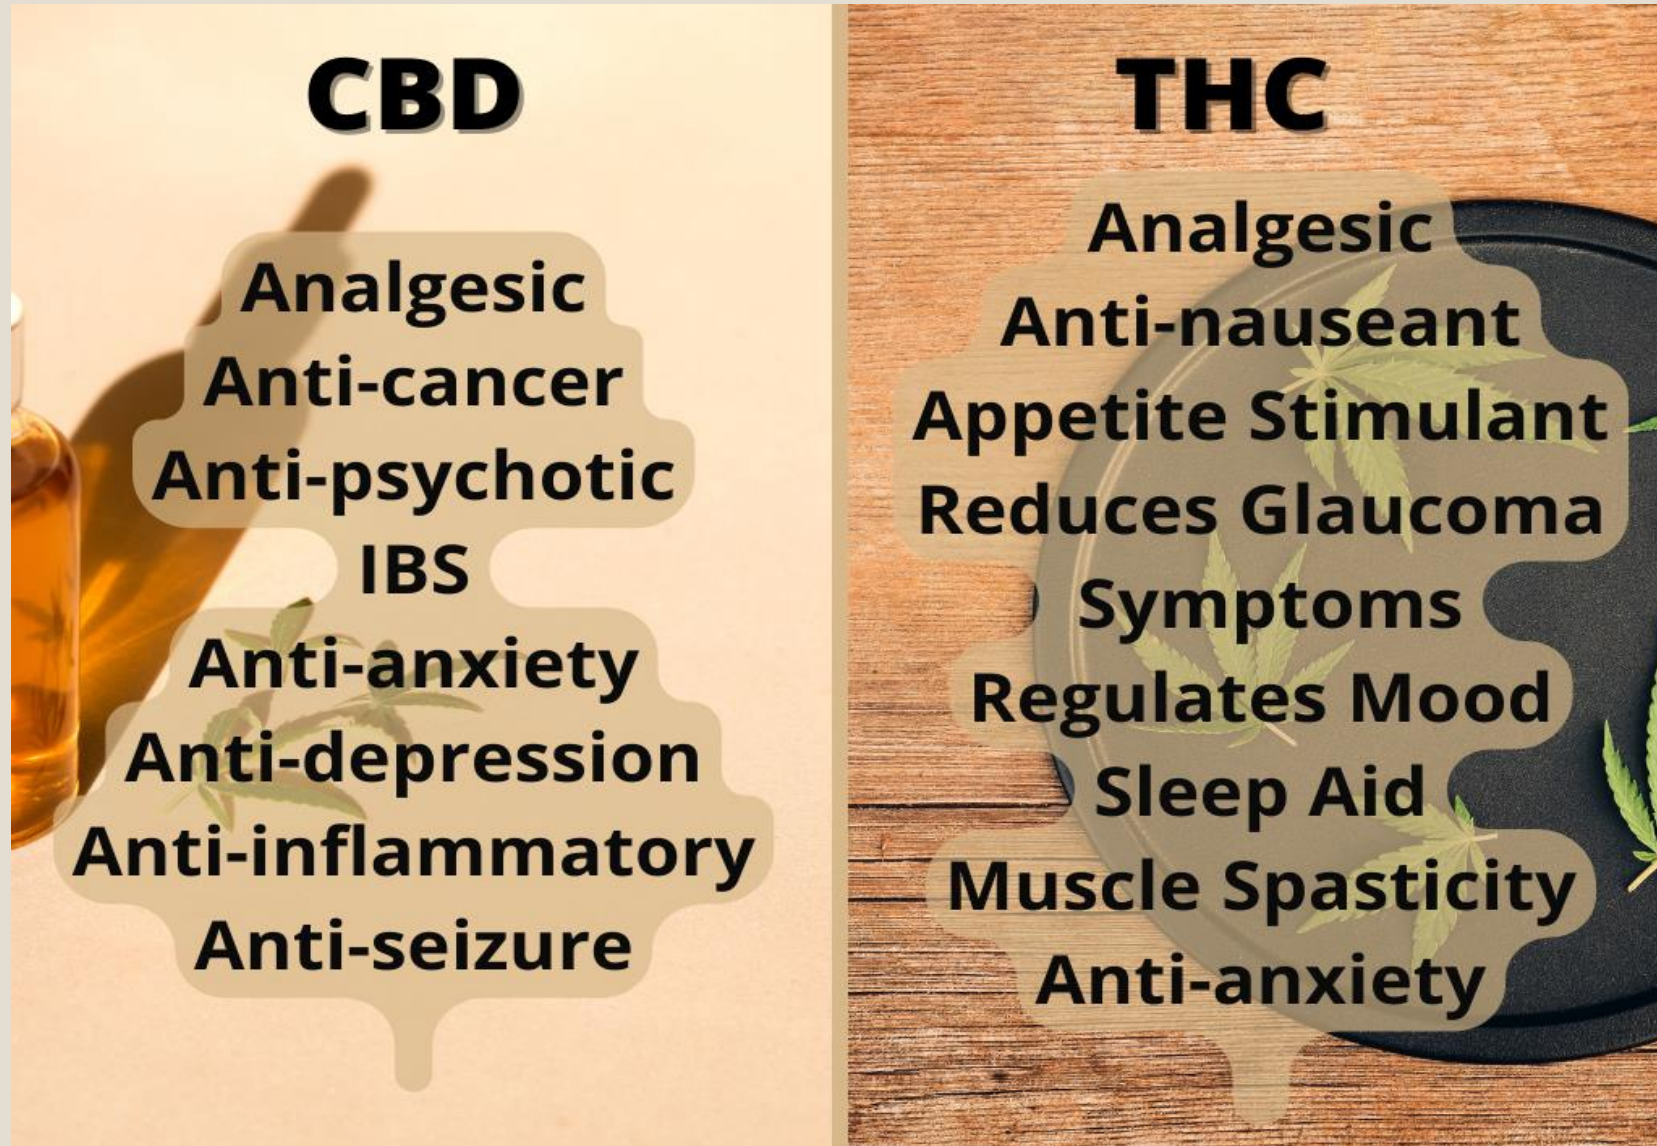 CBD
Analgesic
Anti-cancer
Anti-psychotic
IBS
Anti-anxiety
Anti-depression
Anti-inflammatory
Anti-seizure
THC
Analgesic
Anti-nauseant
Appetite Stimulant
Reduces Glaucoma
Symptoms
Regulates Mood
Sleep Aid
Muscle Spasticity
Anti-anxiety